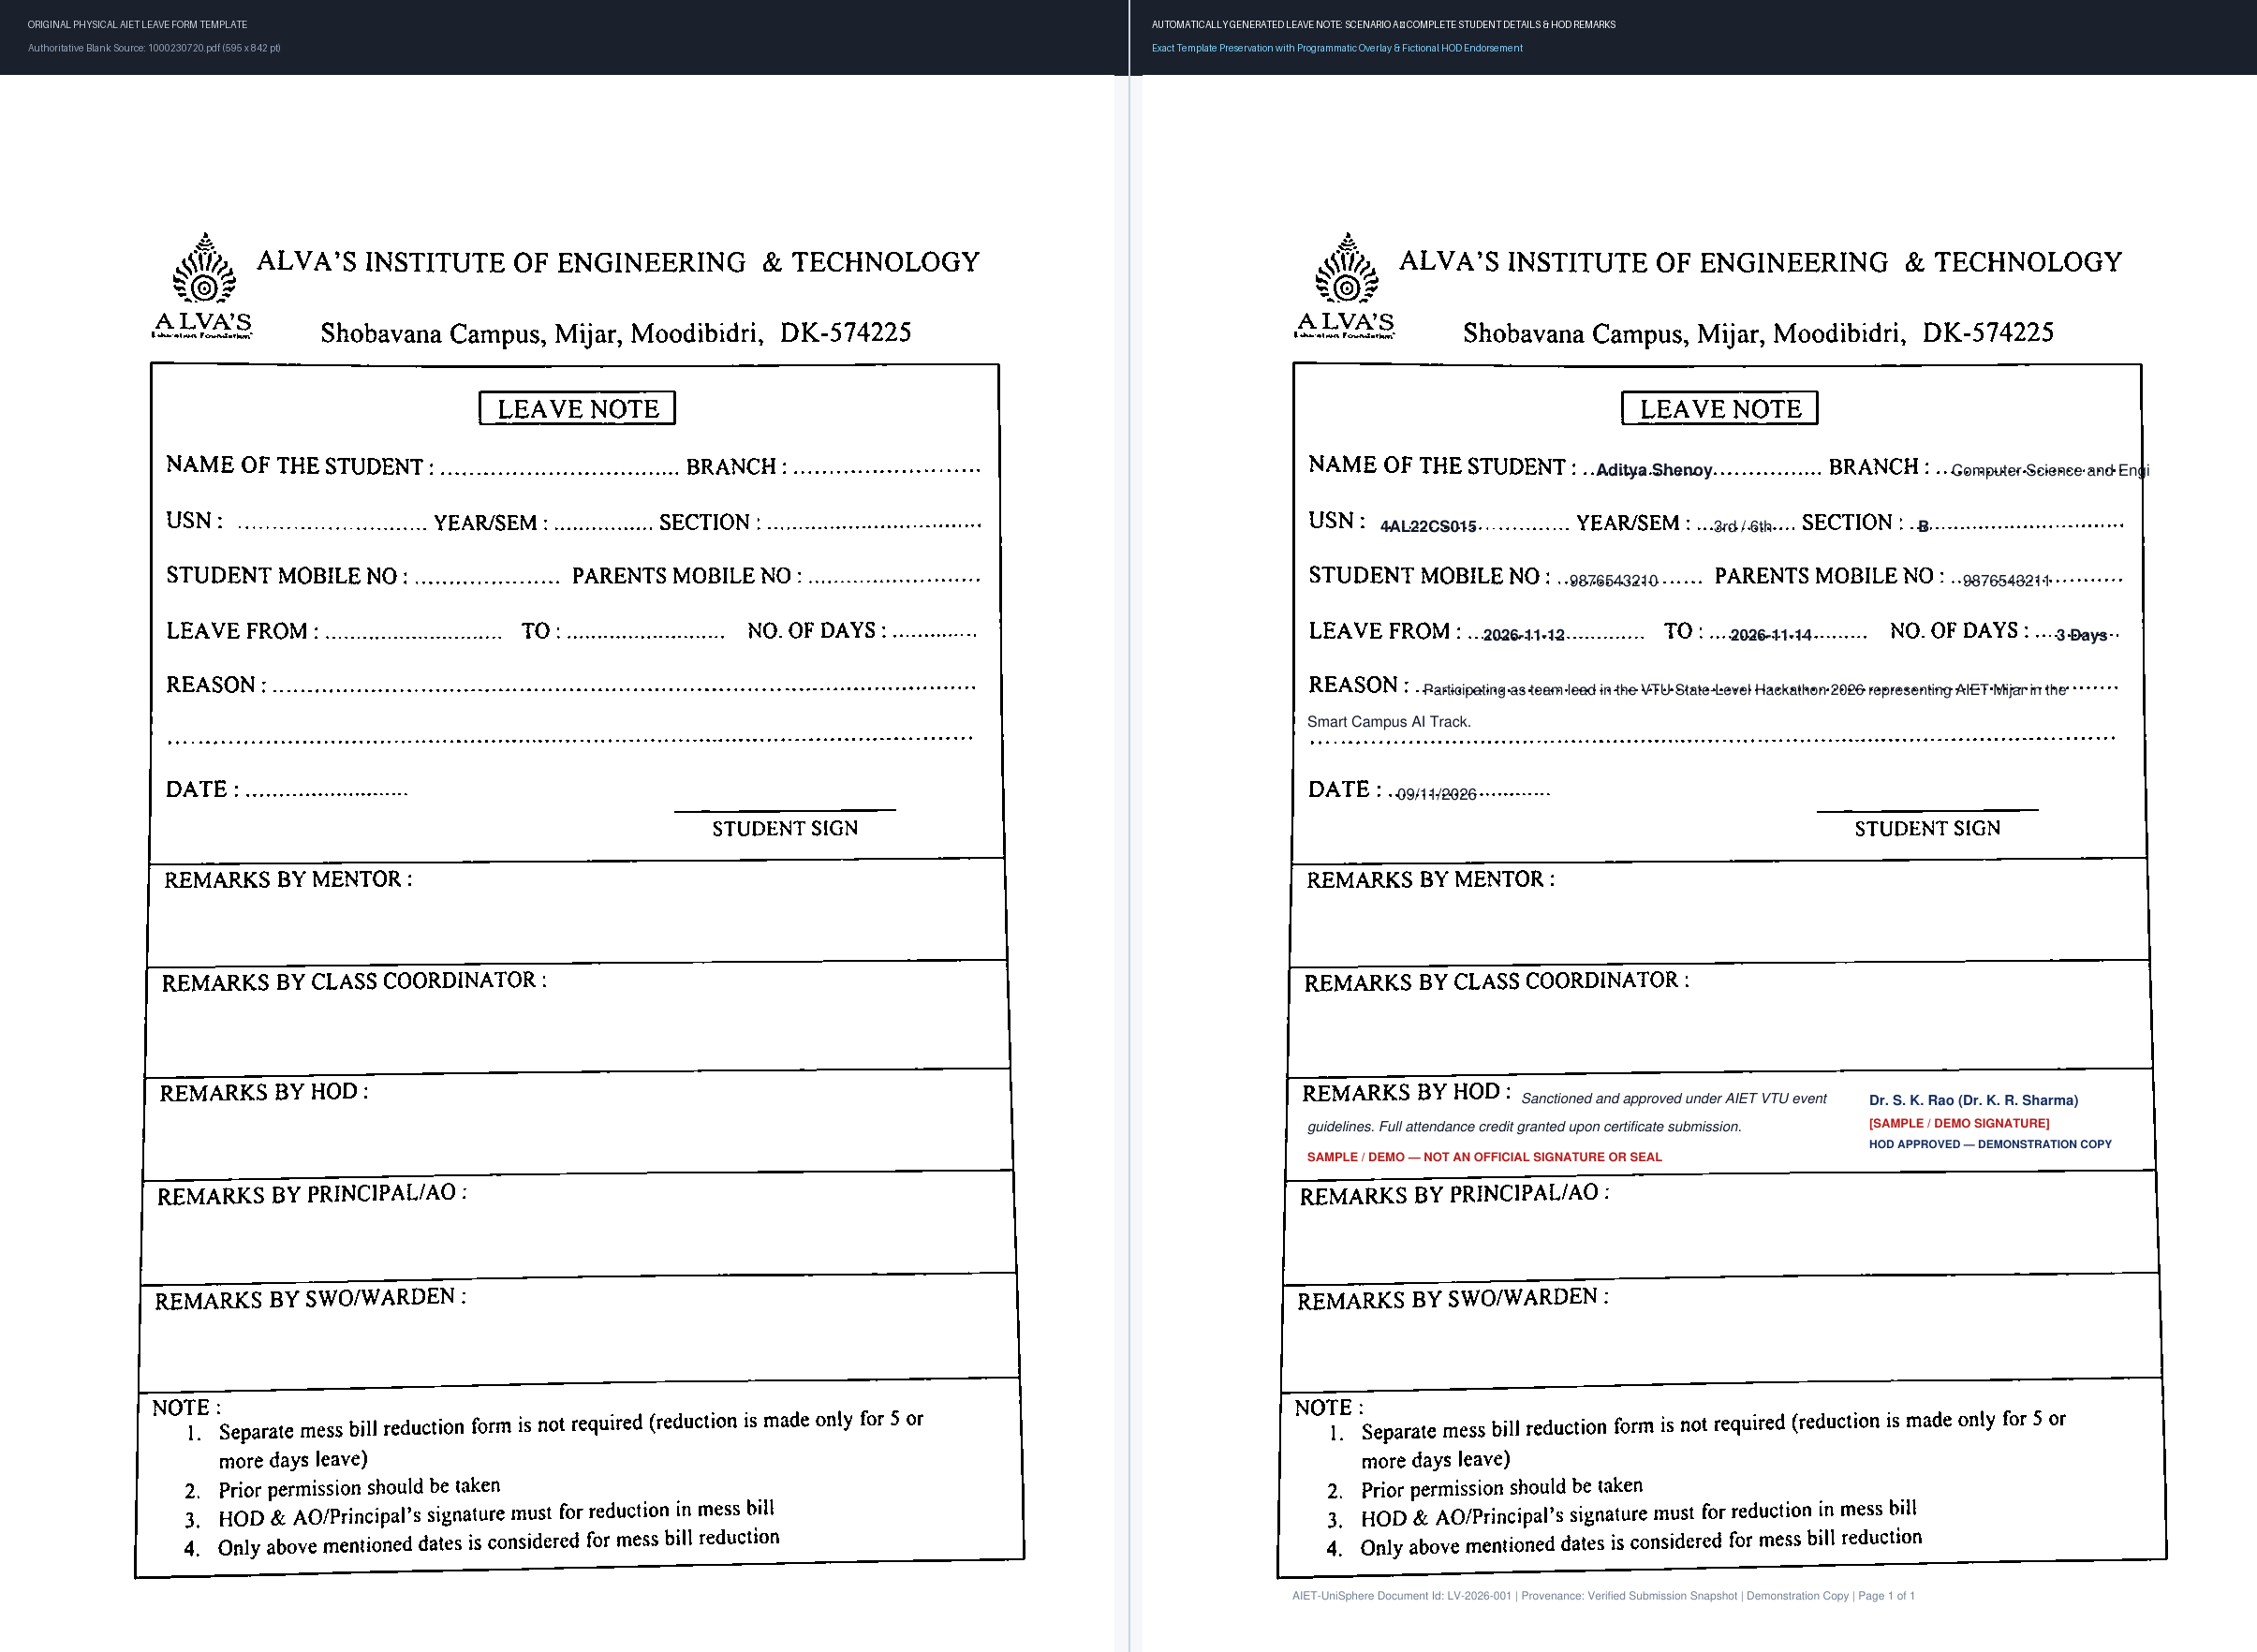 ORIGINAL PHYSICAL AIET LEAVE FORM TEMPLATE
Authoritative Blank Source: 1000230720.pdf (595 x 842 pt)
ALVA'S INSTITUTE OF ENGINEERING & TECHNOLOGY
ALVA'S
Education Foundation
Shobavana Campus, Mijar, Moodibidri, DK-574225
LEAVE NOTE
NAME OF THE STUDENT : .................................. BRANCH : ...........................
USN : ........................... YEAR/SEM : ............... SECTION : ...............................
STUDENT MOBILE NO : ..................... PARENTS MOBILE NO : .........................
LEAVE FROM : .......................... TO : ....................... NO. OF DAYS : .............
REASON : ..........................................................................................
..........................................................................................
DATE : ........................
STUDENT SIGN
REMARKS BY MENTOR :
REMARKS BY CLASS COORDINATOR :
REMARKS BY HOD :
REMARKS BY PRINCIPAL/AO :
REMARKS BY SWO/WARDEN :
NOTE :
1. Separate mess bill reduction form is not required (reduction is made only for 5 or
more days leave)
2. Prior permission should be taken
3. HOD & AO/Principal's signature must for reduction in mess bill
4. Only above mentioned dates is considered for mess bill reduction
AUTOMATICALLY GENERATED LEAVE NOTE: SCENARIO A COMPLETE STUDENT DETAILS & HOD REMARKS
Exact Template Preservation with Programmatic Overlay & Fictional HOD Endorsement
ALVA'S INSTITUTE OF ENGINEERING & TECHNOLOGY
ALVA'S
Education Foundation
Shobavana Campus, Mijar, Moodibidri, DK-574225
LEAVE NOTE
NAME OF THE STUDENT : ..Aditya Shenoy................ BRANCH : ..Computer Science and Engi
USN : 4AL22CS015.............. YEAR/SEM : ...3rd / 6th.... SECTION : ..B.............................
STUDENT MOBILE NO : ..9876543210...... PARENTS MOBILE NO : ..9876543211...........
LEAVE FROM : ...2026-11-12............ TO : ....2026-11-14........ NO. OF DAYS : ....3 Days..
REASON : ..Participating as team lead in the VTU State Level Hackathon 2026 representing AIET Mijar in the........
Smart Campus AI Track.
..........................................................................................
DATE : ..09/11/2026............
STUDENT SIGN
REMARKS BY MENTOR :
REMARKS BY CLASS COORDINATOR :
REMARKS BY HOD : Sanctioned and approved under AIET VTU event
guidelines. Full attendance credit granted upon certificate submission.
SAMPLE / DEMO — NOT AN OFFICIAL SIGNATURE OR SEAL
Dr. S. K. Rao (Dr. K. R. Sharma)
[SAMPLE / DEMO SIGNATURE]
HOD APPROVED — DEMONSTRATION COPY
REMARKS BY PRINCIPAL/AO :
REMARKS BY SWO/WARDEN :
NOTE :
1. Separate mess bill reduction form is not required (reduction is made only for 5 or
more days leave)
2. Prior permission should be taken
3. HOD & AO/Principal's signature must for reduction in mess bill
4. Only above mentioned dates is considered for mess bill reduction
AIET-UniSphere Document Id: LV-2026-001 | Provenance: Verified Submission Snapshot | Demonstration Copy | Page 1 of 1